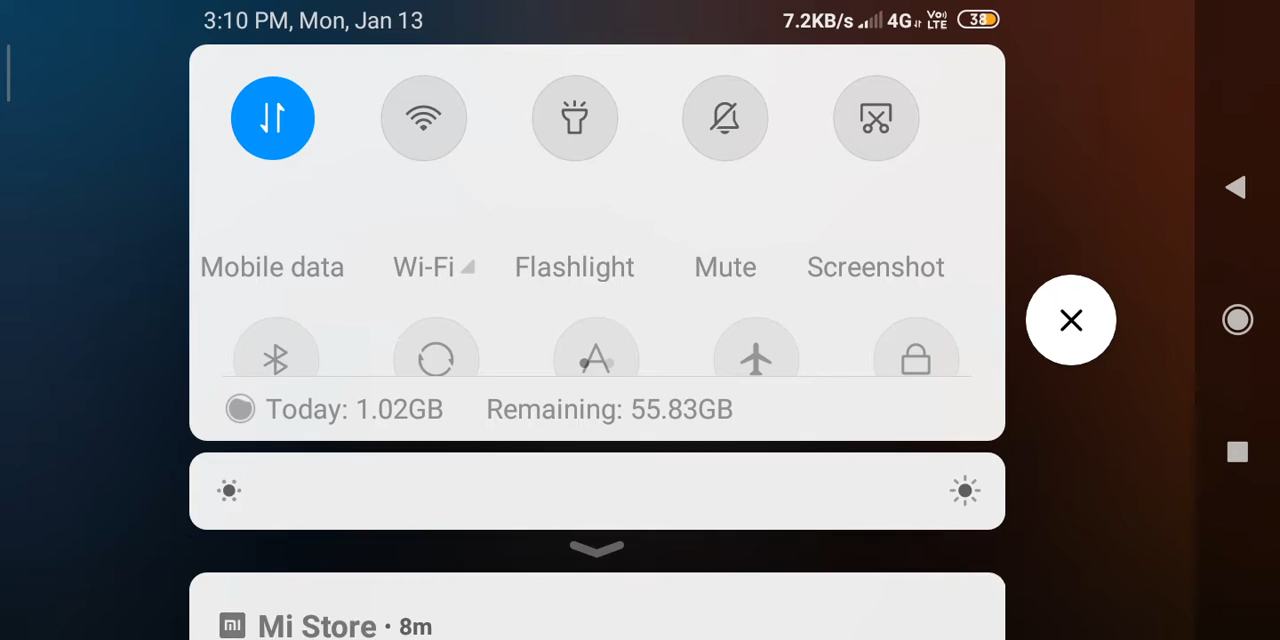 3:10 PM, Mon, Jan 13 7.2KB/s 4G Vo) LTE 38
Mobile data Wi-Fi Flashlight Mute Screenshot
A
Today: 1.02GB Remaining: 55.83GB
mi Mi Store · 8m